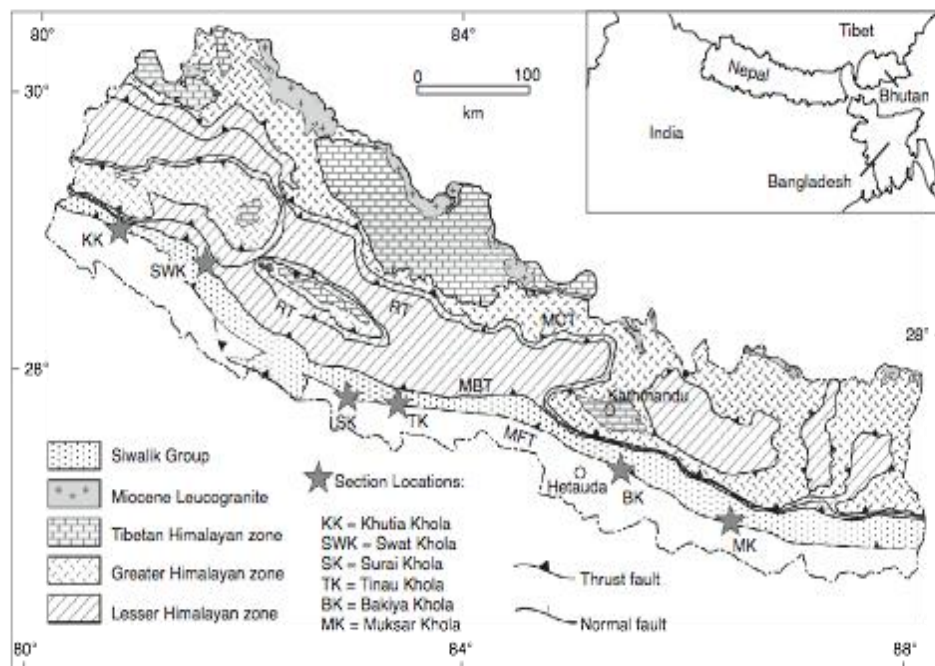 80°
84°
30°
0
100
km
Tibet
Nepal
Bhutan
India
Bangladesh
KK
SWK
RT
RT
MCT
28°
28°
MBT
Kathmandu
SK
TK
MFT
Hetauda
BK
MK
Siwalik Group
Miocene Leucogranite
Tibetan Himalayan zone
Greater Himalayan zone
Lesser Himalayan zone
Section Locations:
KK = Khutia Khola
SWK = Swat Khola
SK = Surai Khola
TK = Tinau Khola
BK = Bakiya Khola
MK = Muksar Khola
Thrust fault
Normal fault
80°
84°
88°